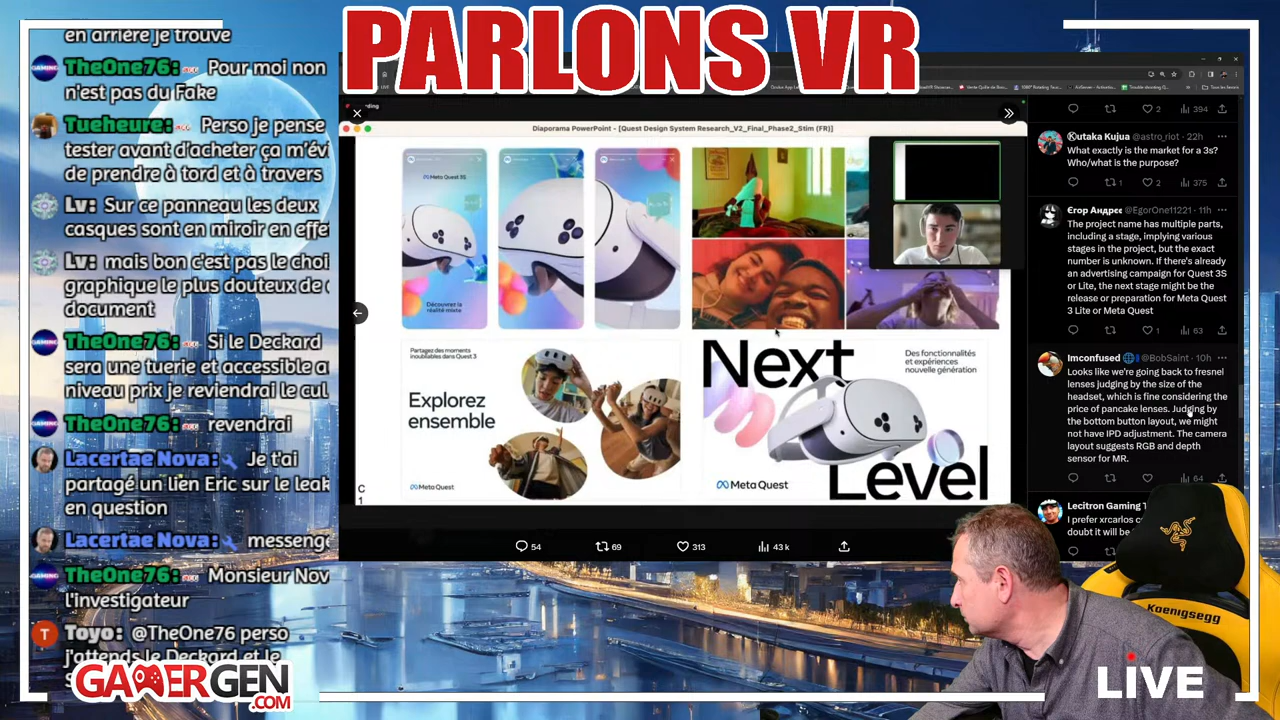 PARLONS VR
en arrière je trouve
TheOne76: Pour moi non
n'est pas du Fake
Tueheure: Perso je pense
tester avant d'acheter ça m'évi
de prendre à tord et à travers
Lv: Sur ce panneau les deux
casques sont en miroir en effe
Lv: mais bon c'est pas le choi
graphique le plus douteux de
document
TheOne76: Si le Deckard
sera une tuerie et accessible a
niveau prix je reviendrai le cul
TheOne76: revendrai
Lacertae Nova: Je t'ai
partagé un lien Eric sur le leak
en question
Lacertae Nova: messenge
TheOne76: Monsieur Nov
l'investigateur
Toyo: @TheOne76 perso
j'attends le Deckard et le
GAMERGEN
.COM
Diaporama PowerPoint - [Quest Design System Research_V2_Final_Phase2_Stim (FR)]
Meta Quest 3S
Découvrez la
réalité mixte
Partagez des moments
inoubliables dans Quest 3
Explorez
ensemble
Meta Quest
Next
Level
Des fonctionnalités
et expériences
nouvelle génération
Meta Quest
C
1
54
69
313
43 k
2
394
Kutaka Kujua @astro_riot · 22h
What exactly is the market for a 3s?
Who/what is the purpose?
1
2
375
Егор Андрес @EgorOne11221 · 11h
The project name has multiple parts,
including a stage, implying various
stages in the project, but the exact
number is unknown. If there's already
an advertising campaign for Quest 3S
or Lite, the next stage might be the
release or preparation for Meta Quest
3 Lite or Meta Quest
1
63
Imconfused @BobSaint · 10h
Looks like we're going back to fresnel
lenses judging by the size of the
headset, which is fine considering the
price of pancake lenses. Judging by
the bottom button layout, we might
not have IPD adjustment. The camera
layout suggests RGB and depth
sensor for MR.
64
Lecitron Gaming
I prefer xrcarlos
doubt it will be
RAZER
Koenigsegg
LIVE